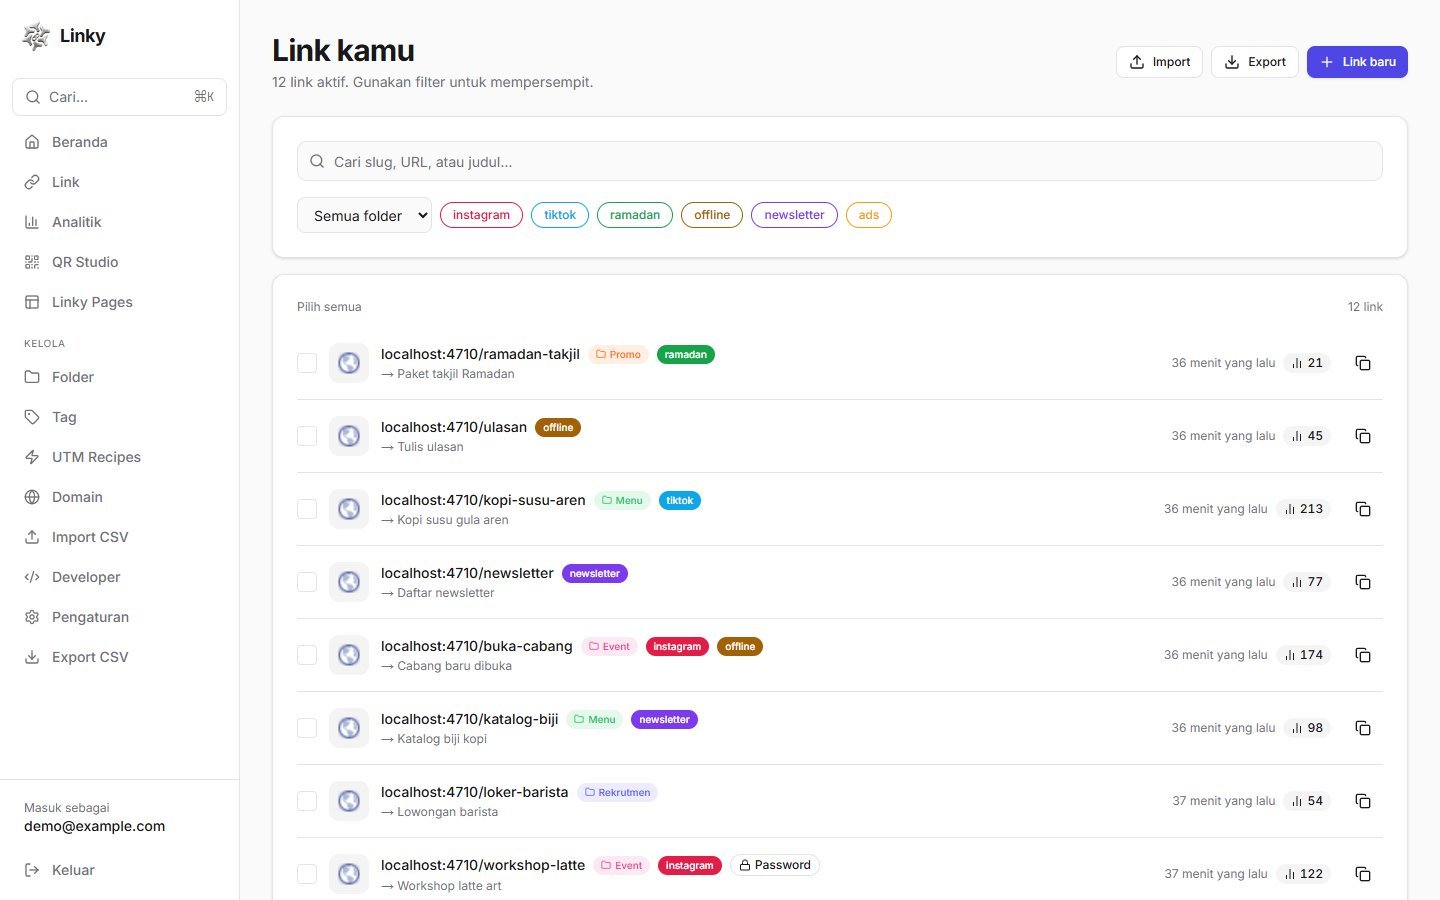 Linky
Cari... ⌘K
Beranda
Link
Analitik
QR Studio
Linky Pages
KELOLA
Folder
Tag
UTM Recipes
Domain
Import CSV
Developer
Pengaturan
Export CSV
Masuk sebagai
demo@example.com
Keluar
Link kamu
12 link aktif. Gunakan filter untuk mempersempit.
Import Export Link baru
Cari slug, URL, atau judul...
Semua folder instagram tiktok ramadan offline newsletter ads
Pilih semua 12 link
localhost:4710/ramadan-takjil Promo ramadan
→ Paket takjil Ramadan
36 menit yang lalu 21
localhost:4710/ulasan offline
→ Tulis ulasan
36 menit yang lalu 45
localhost:4710/kopi-susu-aren Menu tiktok
→ Kopi susu gula aren
36 menit yang lalu 213
localhost:4710/newsletter newsletter
→ Daftar newsletter
36 menit yang lalu 77
localhost:4710/buka-cabang Event instagram offline
→ Cabang baru dibuka
36 menit yang lalu 174
localhost:4710/katalog-biji Menu newsletter
→ Katalog biji kopi
36 menit yang lalu 98
localhost:4710/loker-barista Rekrutmen
→ Lowongan barista
37 menit yang lalu 54
localhost:4710/workshop-latte Event instagram Password
→ Workshop latte art
37 menit yang lalu 122